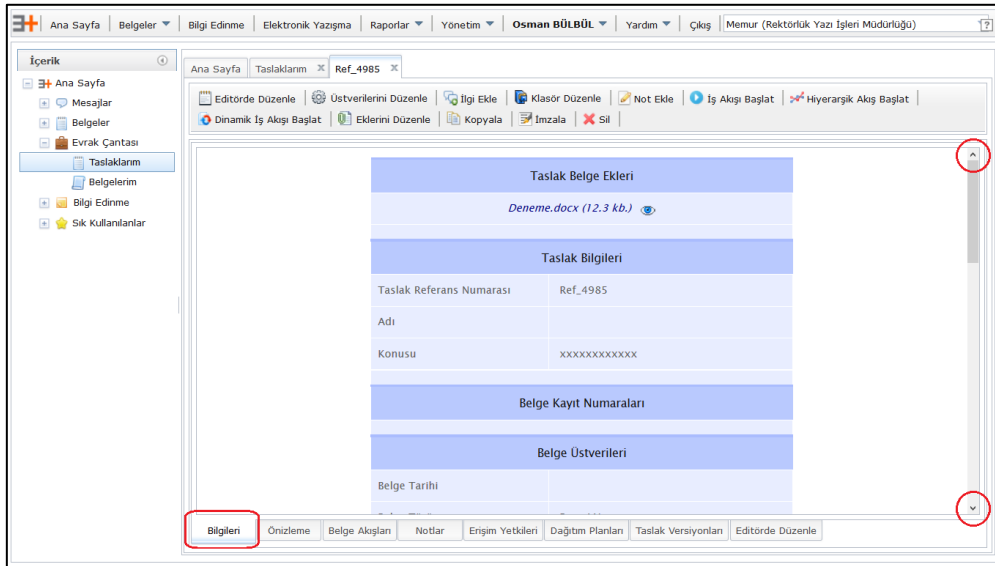 Ana Sayfa Belgeler Bilgi Edinme Elektronik Yazışma Raporlar Yönetim Osman BÜLBÜL Yardım Çıkış Memur (Rektörlük Yazı İşleri Müdürlüğü) ?
İçerik
Ana Sayfa
Mesajlar
Belgeler
Evrak Çantası
Taslaklarım
Belgelerim
Bilgi Edinme
Sık Kullanılanlar
Ana Sayfa Taslaklarım X Ref_4985 X
Editörde Düzenle Üstverilerini Düzenle İlgi Ekle Klasör Düzenle Not Ekle İş Akışı Başlat Hiyerarşik Akış Başlat
Dinamik İş Akışı Başlat Eklerini Düzenle Kopyala İmzala Sil
Taslak Belge Ekleri
Deneme.docx (12.3 kb.)
Taslak Bilgileri
Taslak Referans Numarası Ref_4985
Adı
Konusu xxxxxxxxxxxx
Belge Kayıt Numaraları
Belge Üstverileri
Belge Tarihi
Bilgileri Önizleme Belge Akışları Notlar Erişim Yetkileri Dağıtım Planları Taslak Versiyonları Editörde Düzenle